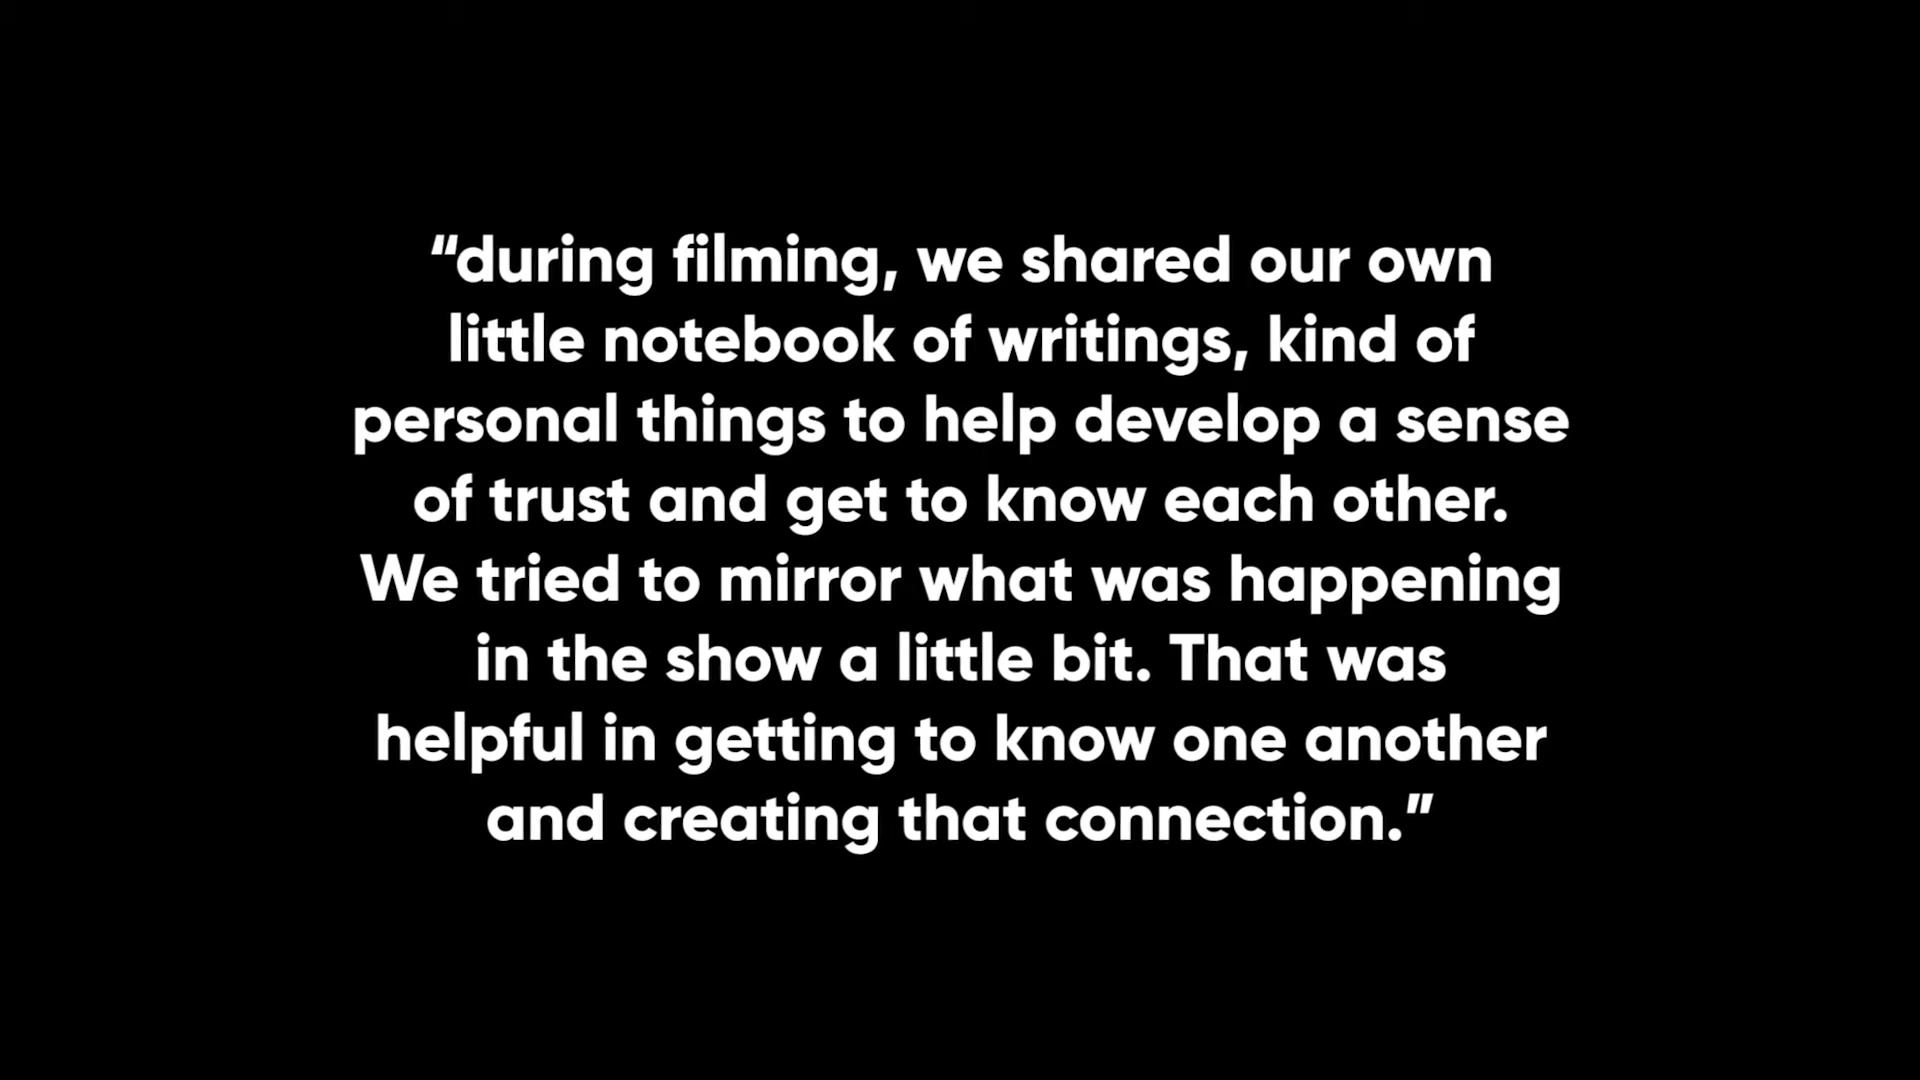 “during filming, we shared our own
little notebook of writings, kind of
personal things to help develop a sense
of trust and get to know each other.
We tried to mirror what was happening
in the show a little bit. That was
helpful in getting to know one another
and creating that connection.”